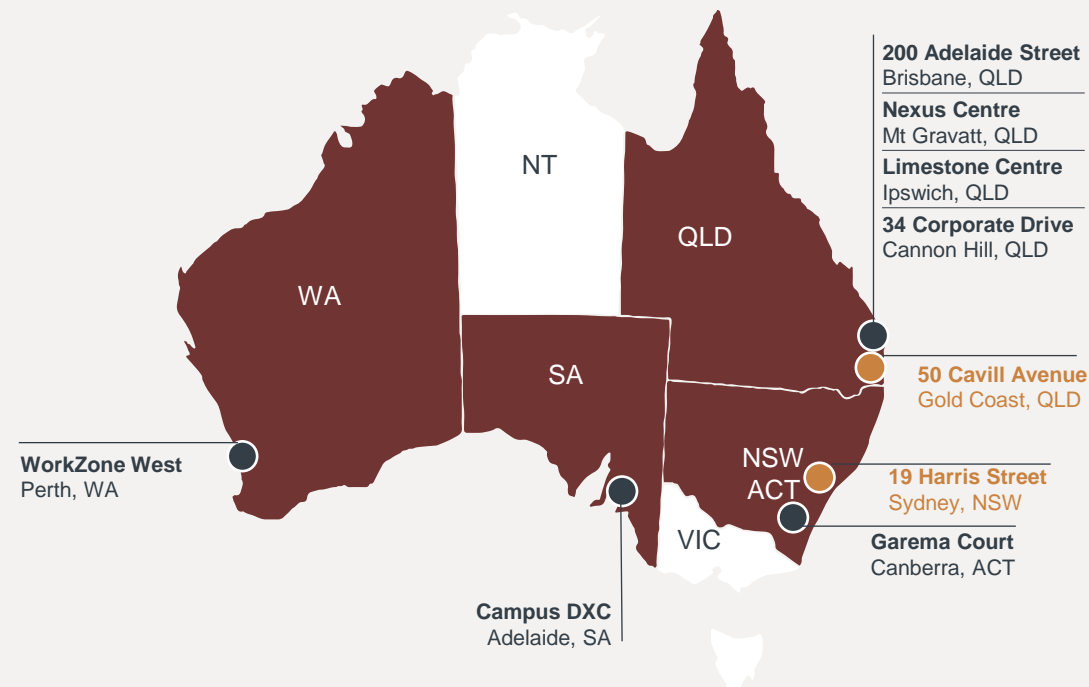 200 Adelaide Street
Brisbane, QLD
Nexus Centre
Mt Gravatt, QLD
Limestone Centre
Ipswich, QLD
34 Corporate Drive
Cannon Hill, QLD
NT
QLD
WA
SA
50 Cavill Avenue
Gold Coast, QLD
WorkZone West
Perth, WA
NSW
ACT
19 Harris Street
Sydney, NSW
VIC
Garema Court
Canberra, ACT
Campus DXC
Adelaide, SA